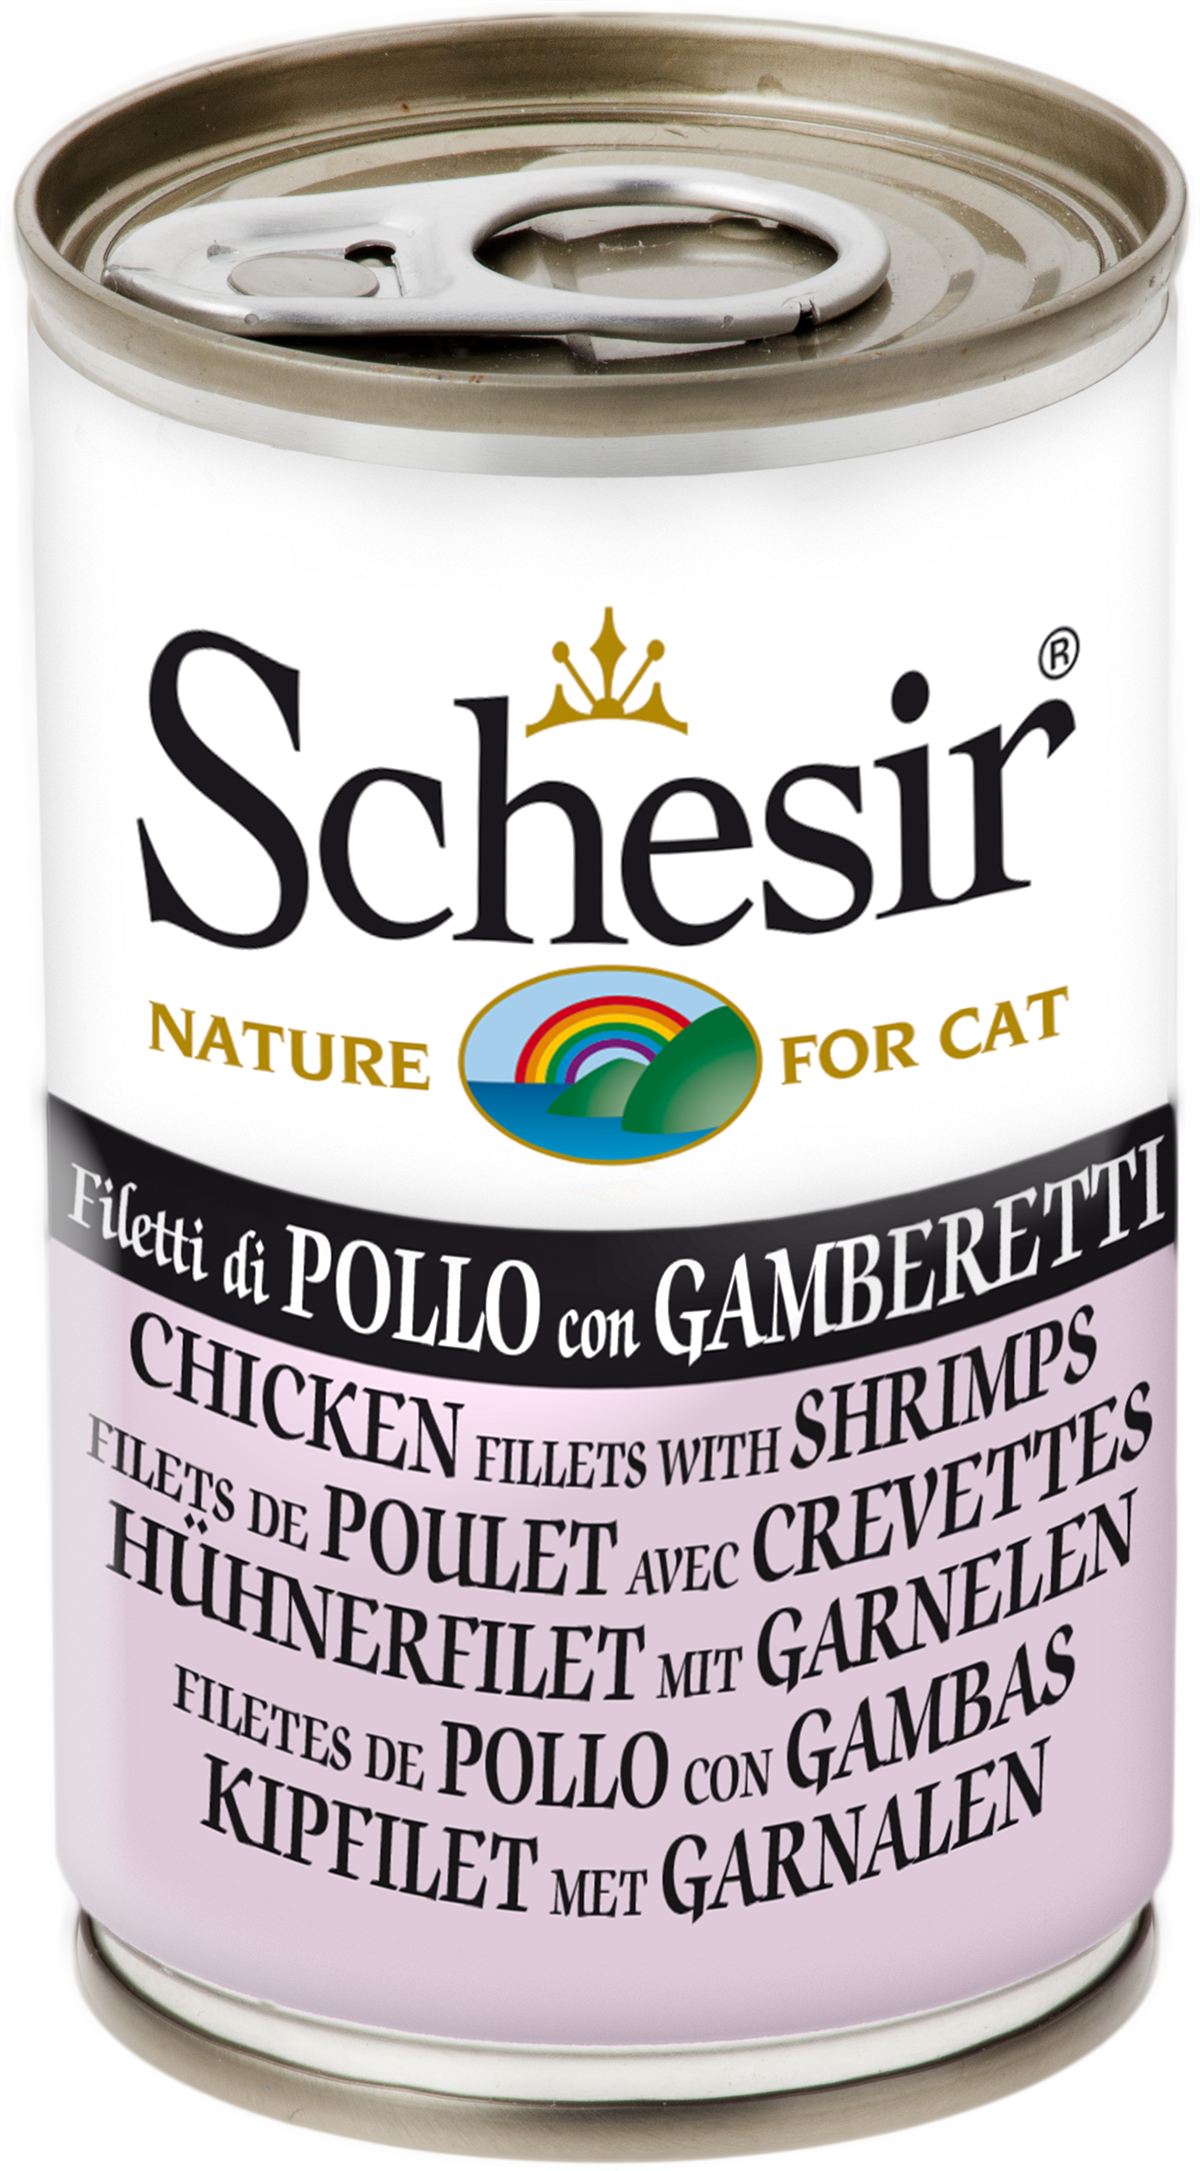 Schesir®
NATURE FOR CAT
Filetti di POLLO con GAMBERETTI
CHICKEN FILLETS WITH SHRIMPS
FILETS DE POULET AVEC CREVETTES
HÜHNERFILET MIT GARNELEN
FILETES DE POLLO CON GAMBAS
KIPFILET MET GARNALEN